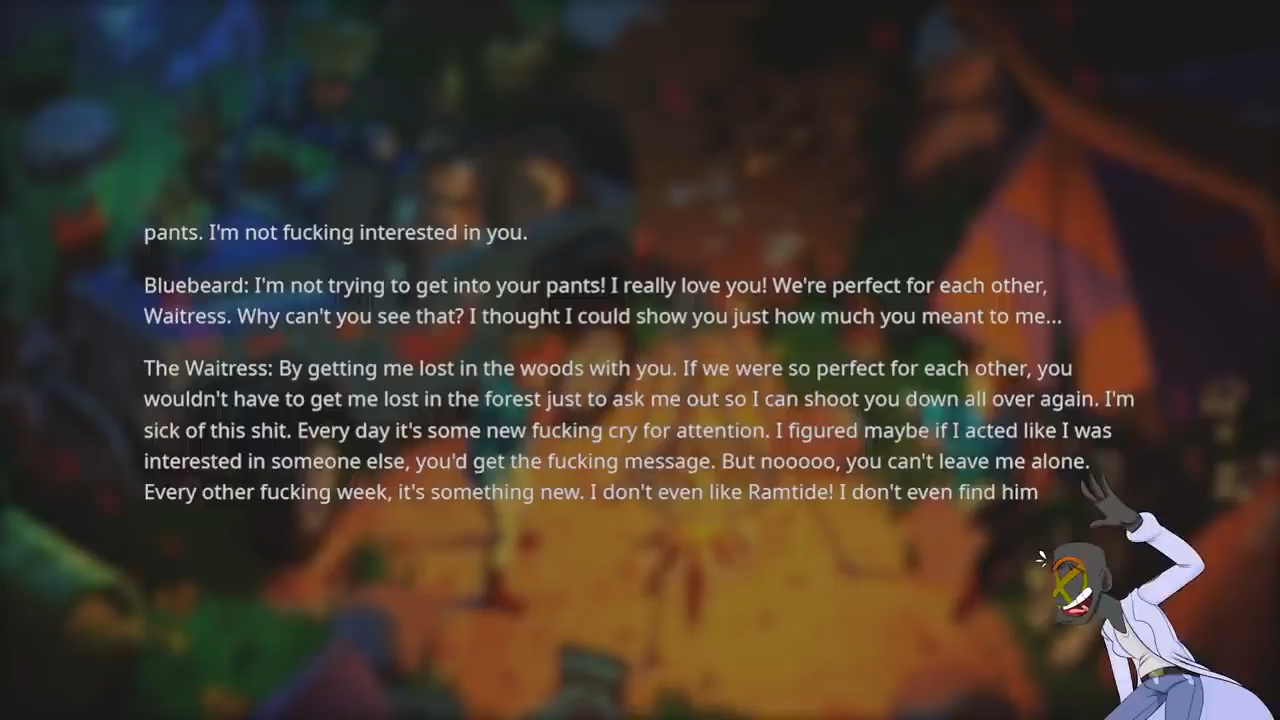 pants. I'm not fucking interested in you.
Bluebeard: I'm not trying to get into your pants! I really love you! We're perfect for each other,
Waitress. Why can't you see that? I thought I could show you just how much you meant to me...
The Waitress: By getting me lost in the woods with you. If we were so perfect for each other, you
wouldn't have to get me lost in the forest just to ask me out so I can shoot you down all over again. I'm
sick of this shit. Every day it's some new fucking cry for attention. I figured maybe if I acted like I was
interested in someone else, you'd get the fucking message. But nooooo, you can't leave me alone.
Every other fucking week, it's something new. I don't even like Ramtide! I don't even find him